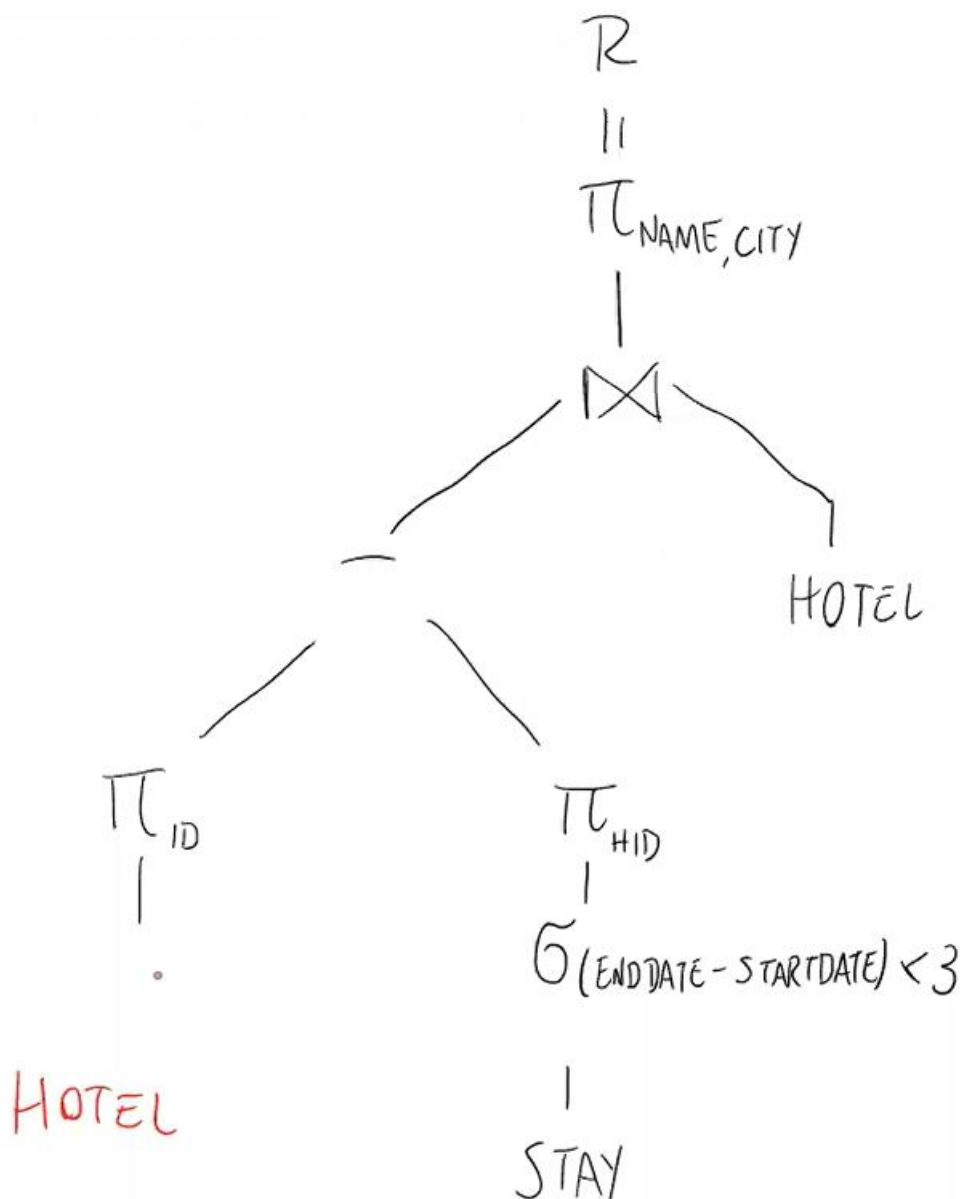 R
=
π NAME, CITY
⋈
−
HOTEL
π ID
π HID
σ (ENDDATE - STARTDATE) < 3
HOTEL
STAY